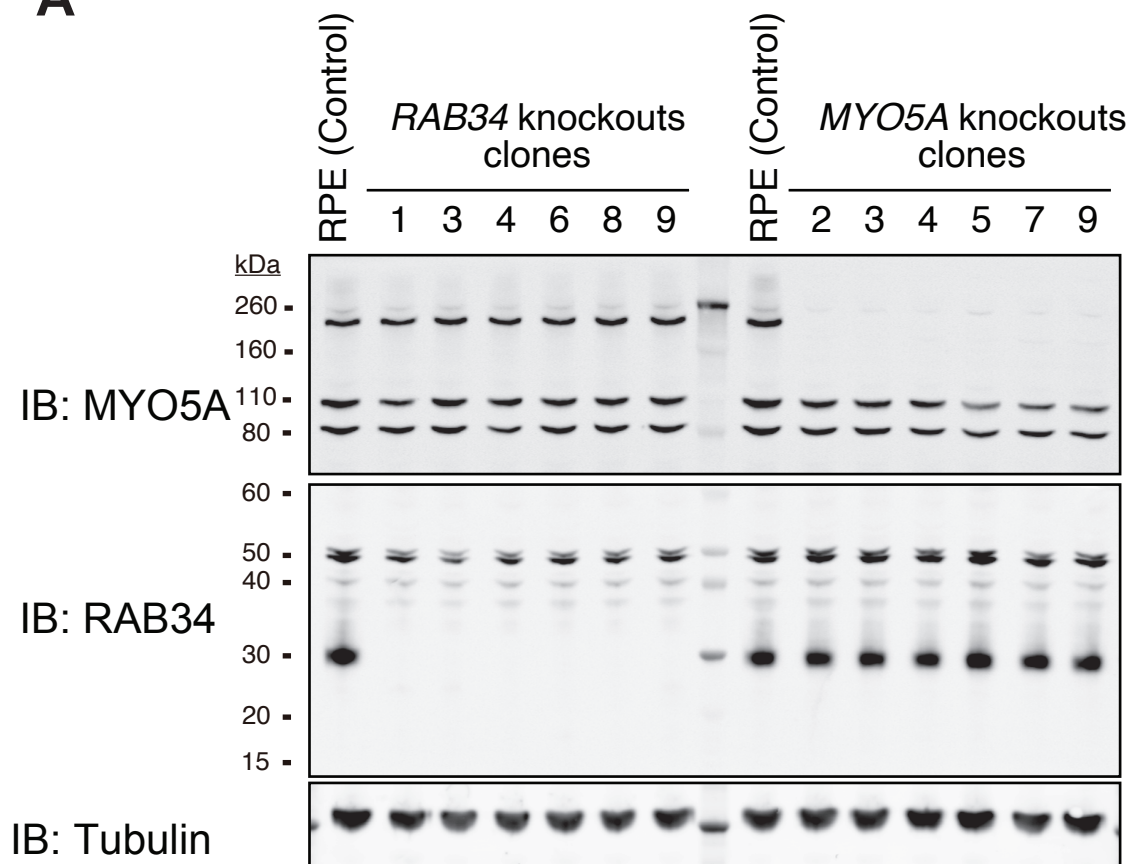 A
RPE (Control)
RAB34 knockouts
clones
1 3 4 6 8 9
RPE (Control)
MYO5A knockouts
clones
2 3 4 5 7 9
kDa
260
160
110
80
IB: MYO5A
60
50
40
30
20
15
IB: RAB34
IB: Tubulin